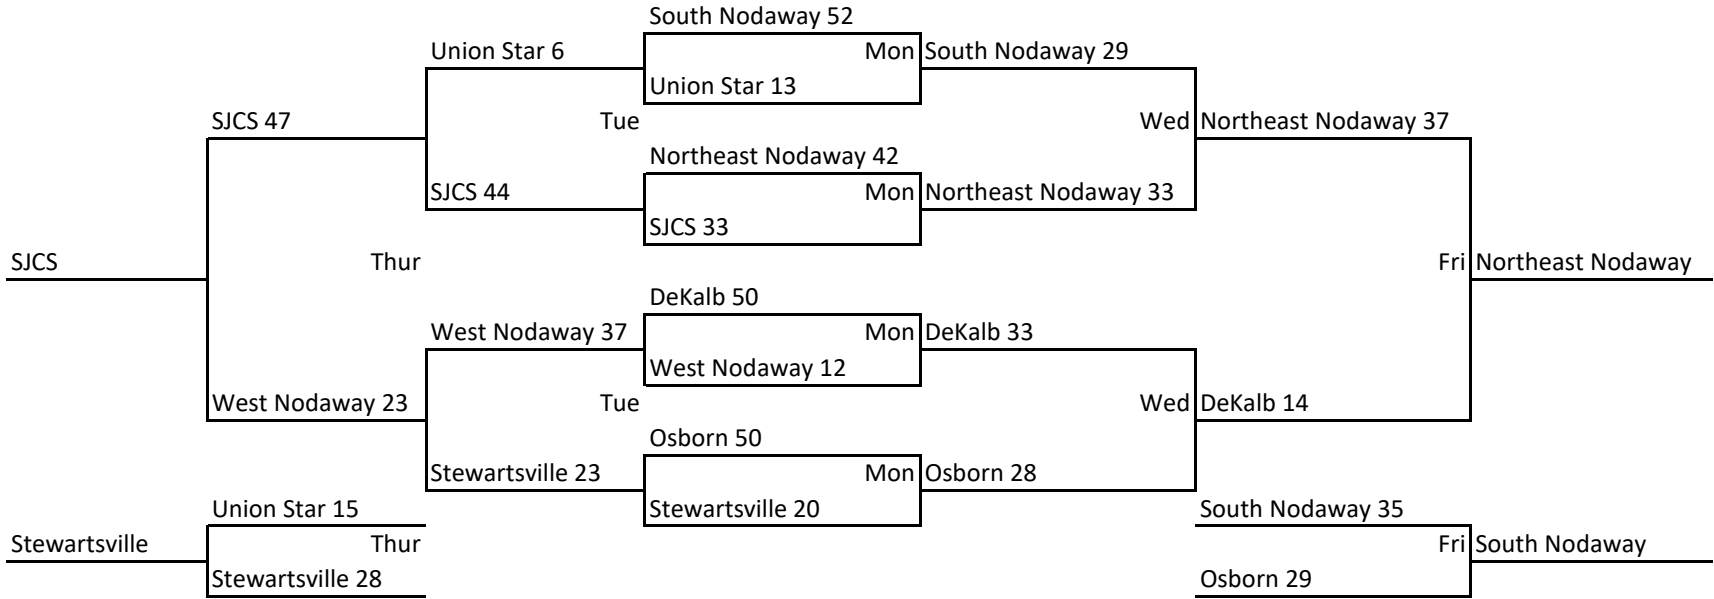 South Nodaway 52
Union Star 6
Mon South Nodaway 29
Union Star 13
SJCS 47
Tue
Wed Northeast Nodaway 37
Northeast Nodaway 42
SJCS 44
Mon Northeast Nodaway 33
SJCS 33
SJCS
Thur
Fri Northeast Nodaway
DeKalb 50
West Nodaway 37
Mon DeKalb 33
West Nodaway 12
West Nodaway 23
Tue
Wed DeKalb 14
Osborn 50
Stewartsville 23
Mon Osborn 28
Union Star 15
Stewartsville 20
South Nodaway 35
Stewartsville
Thur
Fri South Nodaway
Stewartsville 28
Osborn 29